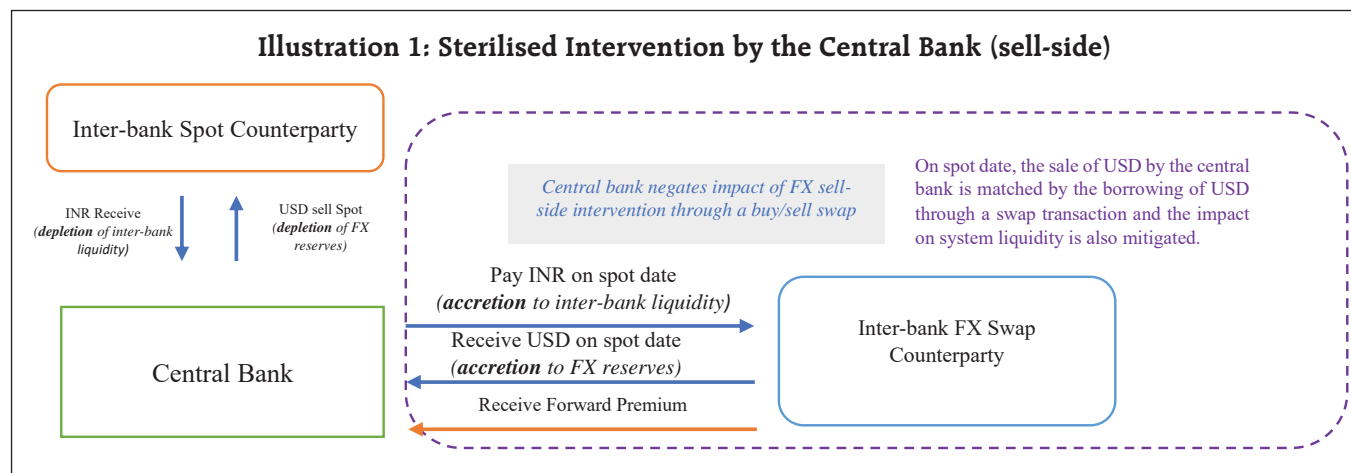 Illustration 1: Sterilised Intervention by the Central Bank (sell-side)
Inter-bank Spot Counterparty
INR Receive
(depletion of inter-bank
liquidity)
USD sell Spot
(depletion of FX
reserves)
Central Bank
Central bank negates impact of FX sell-
side intervention through a buy/sell swap
On spot date, the sale of USD by the central
bank is matched by the borrowing of USD
through a swap transaction and the impact
on system liquidity is also mitigated.
Pay INR on spot date
(accretion to inter-bank liquidity)
Receive USD on spot date
(accretion to FX reserves)
Receive Forward Premium
Inter-bank FX Swap
Counterparty